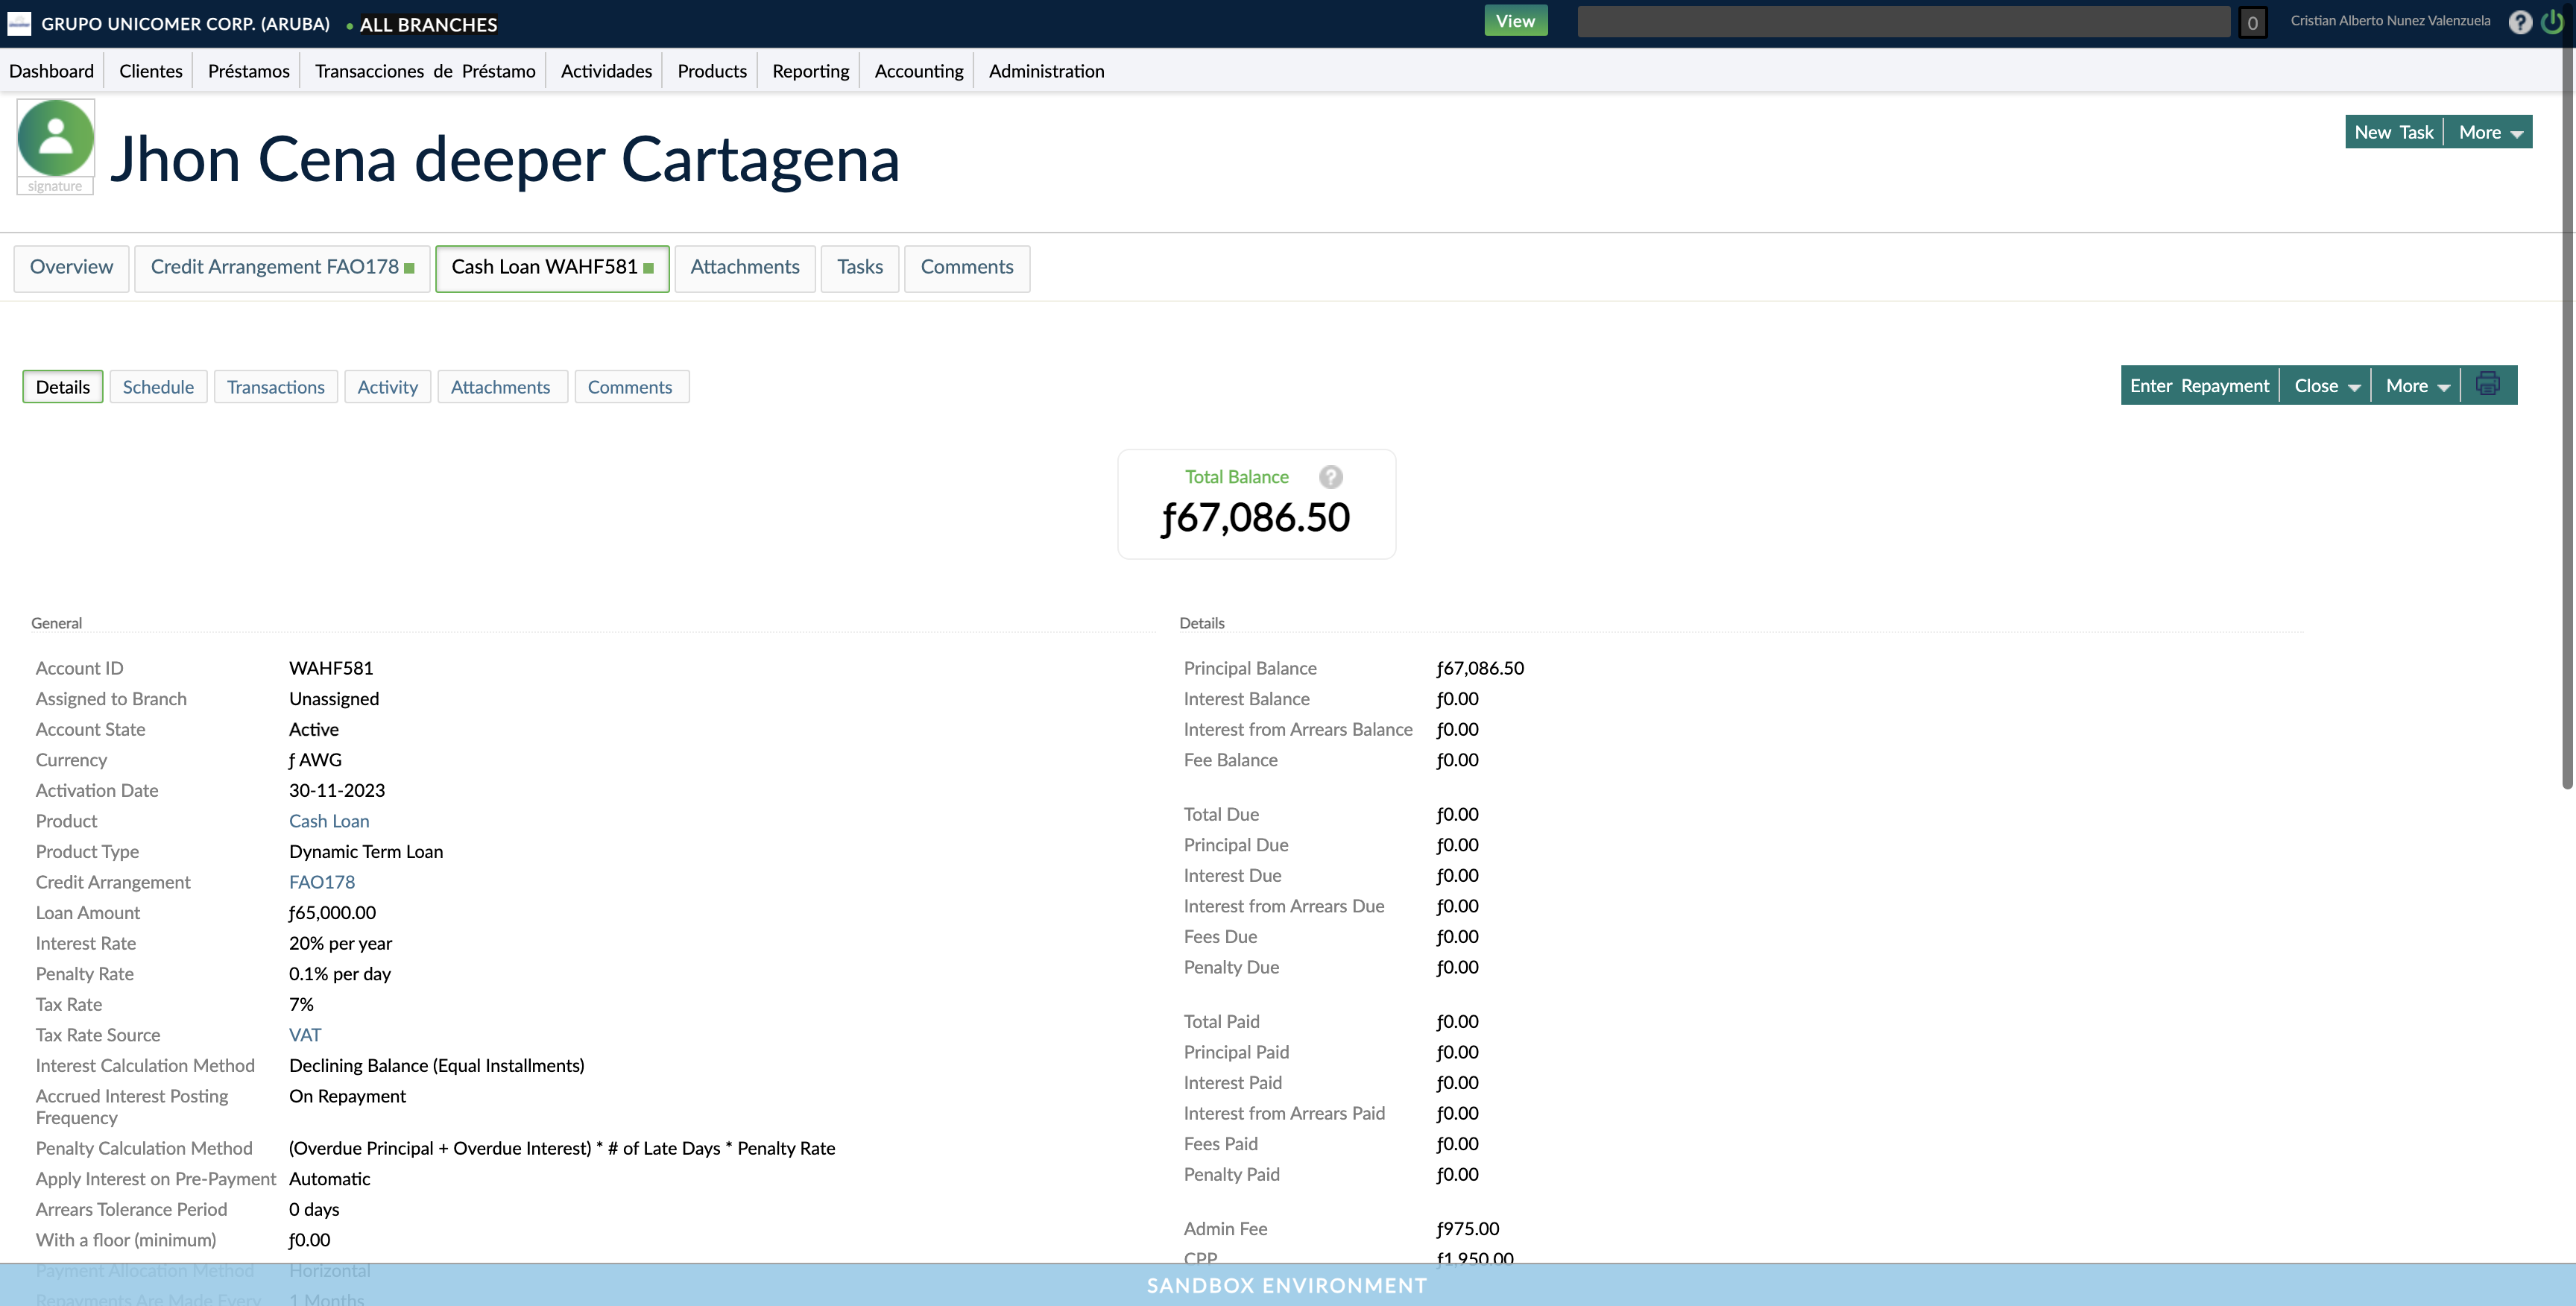 GRUPO UNICOMER CORP. (ARUBA) • ALL BRANCHES
View
0
Cristian Alberto Nunez Valenzuela
?
Dashboard
Clientes
Préstamos
Transacciones de Préstamo
Actividades
Products
Reporting
Accounting
Administration
signature
Jhon Cena deeper Cartagena
New Task
More
Overview
Credit Arrangement FAO178
Cash Loan WAHF581
Attachments
Tasks
Comments
Details
Schedule
Transactions
Activity
Attachments
Comments
Enter Repayment
Close
More
Total Balance ?
ƒ67,086.50
General
Account ID WAHF581
Assigned to Branch Unassigned
Account State Active
Currency ƒ AWG
Activation Date 30-11-2023
Product Cash Loan
Product Type Dynamic Term Loan
Credit Arrangement FAO178
Loan Amount ƒ65,000.00
Interest Rate 20% per year
Penalty Rate 0.1% per day
Tax Rate 7%
Tax Rate Source VAT
Interest Calculation Method Declining Balance (Equal Installments)
Accrued Interest Posting On Repayment
Frequency
Penalty Calculation Method (Overdue Principal + Overdue Interest) * # of Late Days * Penalty Rate
Apply Interest on Pre-Payment Automatic
Arrears Tolerance Period 0 days
With a floor (minimum) ƒ0.00
Payment Allocation Method Horizontal
Repayments Are Made Every 1 Months
Details
Principal Balance ƒ67,086.50
Interest Balance ƒ0.00
Interest from Arrears Balance ƒ0.00
Fee Balance ƒ0.00
Total Due ƒ0.00
Principal Due ƒ0.00
Interest Due ƒ0.00
Interest from Arrears Due ƒ0.00
Fees Due ƒ0.00
Penalty Due ƒ0.00
Total Paid ƒ0.00
Principal Paid ƒ0.00
Interest Paid ƒ0.00
Interest from Arrears Paid ƒ0.00
Fees Paid ƒ0.00
Penalty Paid ƒ0.00
Admin Fee ƒ975.00
CPP ƒ1,950.00
SANDBOX ENVIRONMENT